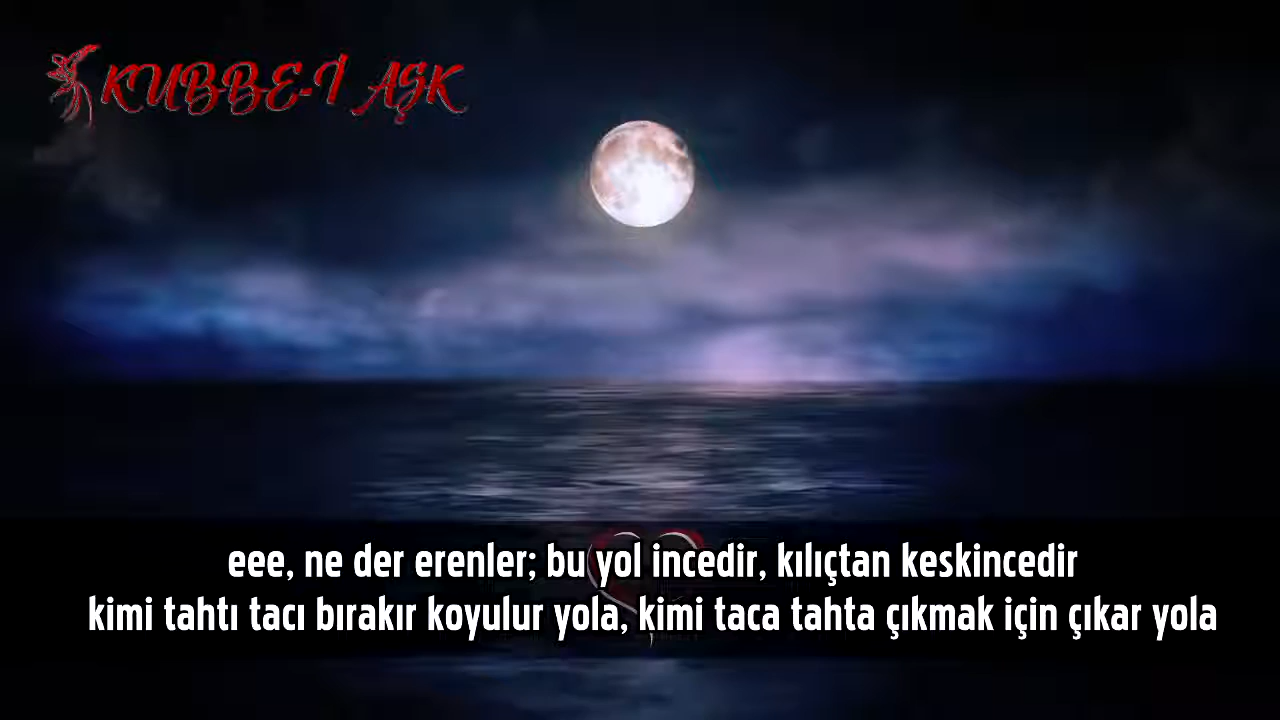 KUBBE-İ AŞK
eee, ne der erenler; bu yol incedir, kılıçtan keskincedir
kimi tahtı tacı bırakır koyulur yola, kimi taca tahta çıkmak için çıkar yola